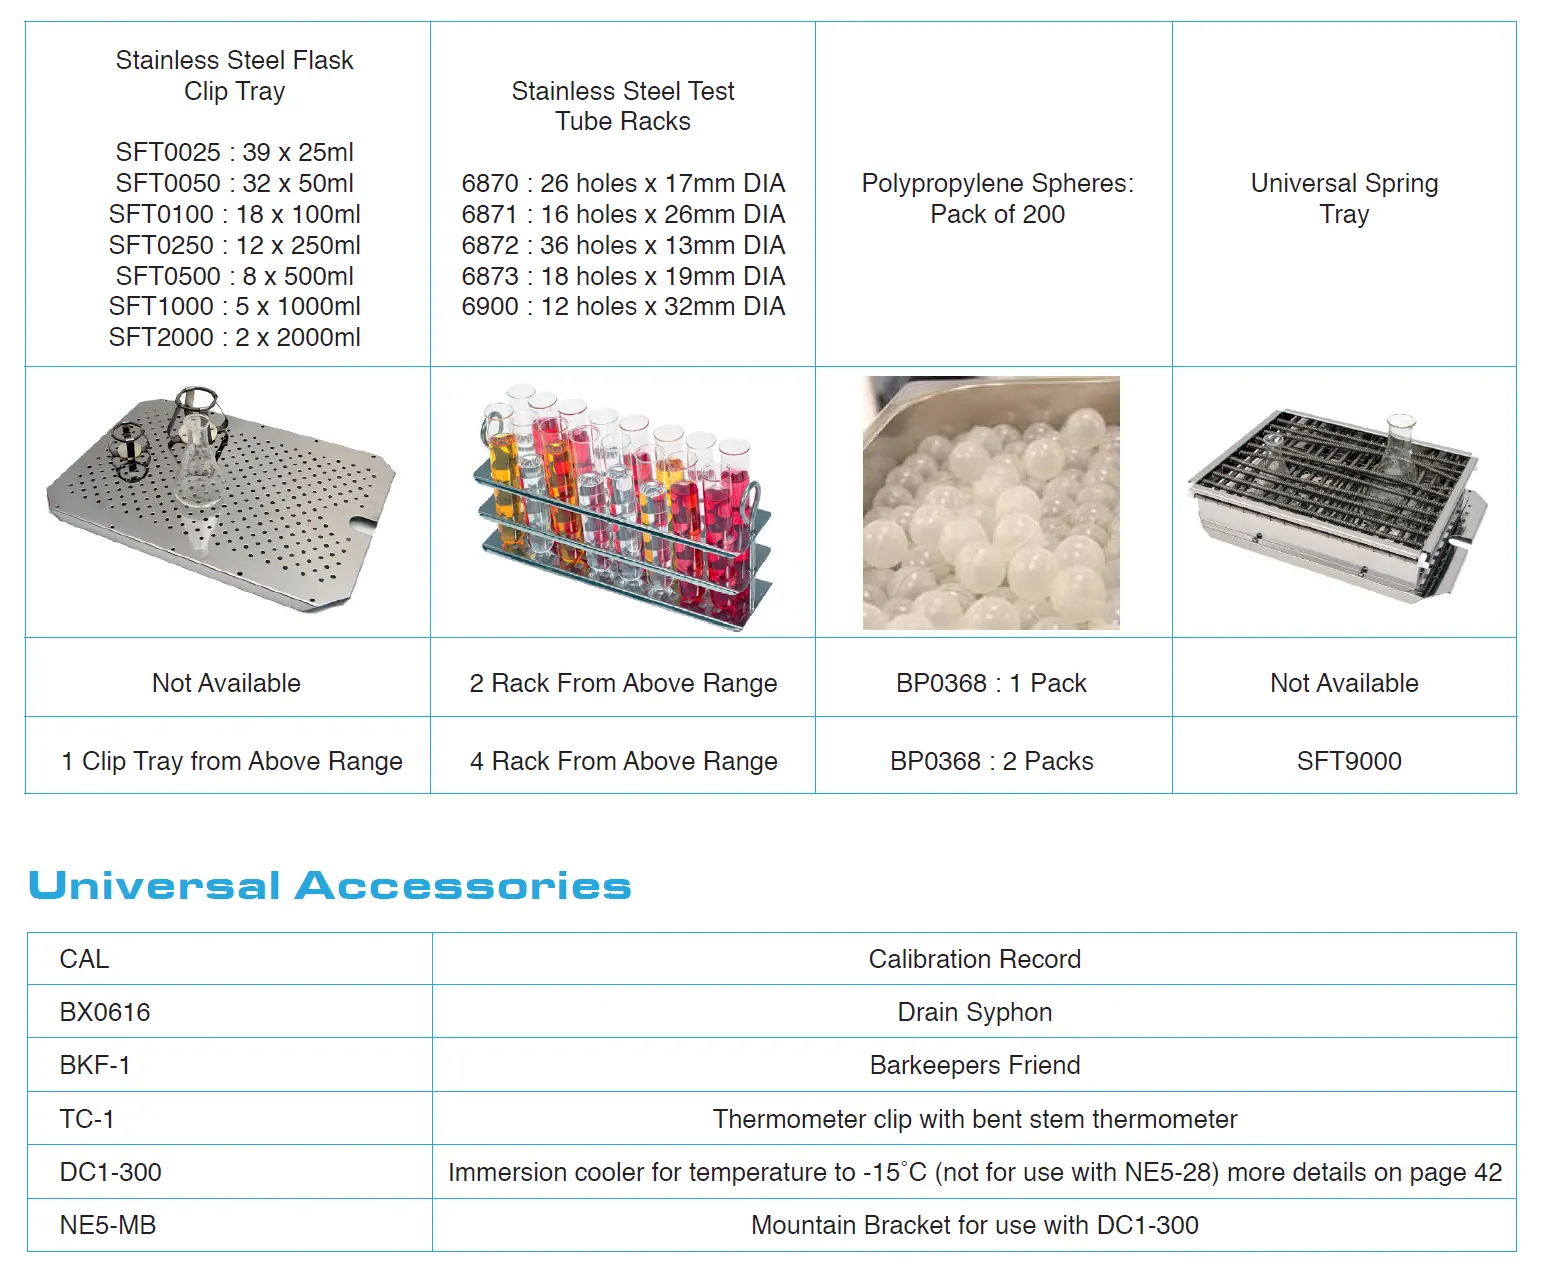 Stainless Steel Flask
Clip Tray
SFT0025 : 39 x 25ml
SFT0050 : 32 x 50ml
SFT0100 : 18 x 100ml
SFT0250 : 12 x 250ml
SFT0500 : 8 x 500ml
SFT1000 : 5 x 1000ml
SFT2000 : 2 x 2000ml
Stainless Steel Test
Tube Racks
6870 : 26 holes x 17mm DIA
6871 : 16 holes x 26mm DIA
6872 : 36 holes x 13mm DIA
6873 : 18 holes x 19mm DIA
6900 : 12 holes x 32mm DIA
Polypropylene Spheres:
Pack of 200
Universal Spring
Tray
Not Available
2 Rack From Above Range
BP0368 : 1 Pack
Not Available
1 Clip Tray from Above Range
4 Rack From Above Range
BP0368 : 2 Packs
SFT9000
Universal Accessories
CAL
Calibration Record
BX0616
Drain Syphon
BKF-1
Barkeepers Friend
TC-1
Thermometer clip with bent stem thermometer
DC1-300
Immersion cooler for temperature to -15°C (not for use with NE5-28) more details on page 42
NE5-MB
Mountain Bracket for use with DC1-300